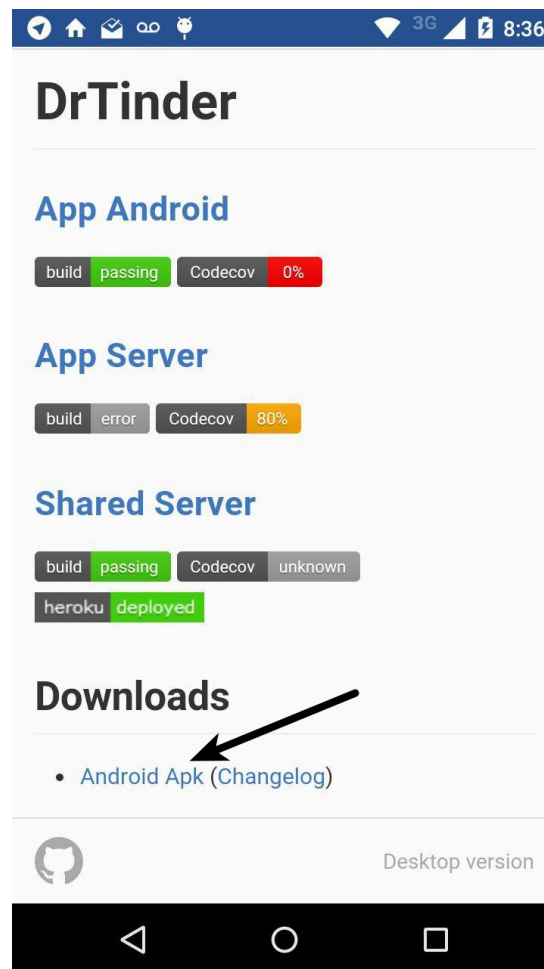 3G 8:36
DrTinder
App Android
build passing Codecov 0%
App Server
build error Codecov 80%
Shared Server
build passing Codecov unknown
heroku deployed
Downloads
• Android Apk (Changelog)
Desktop version